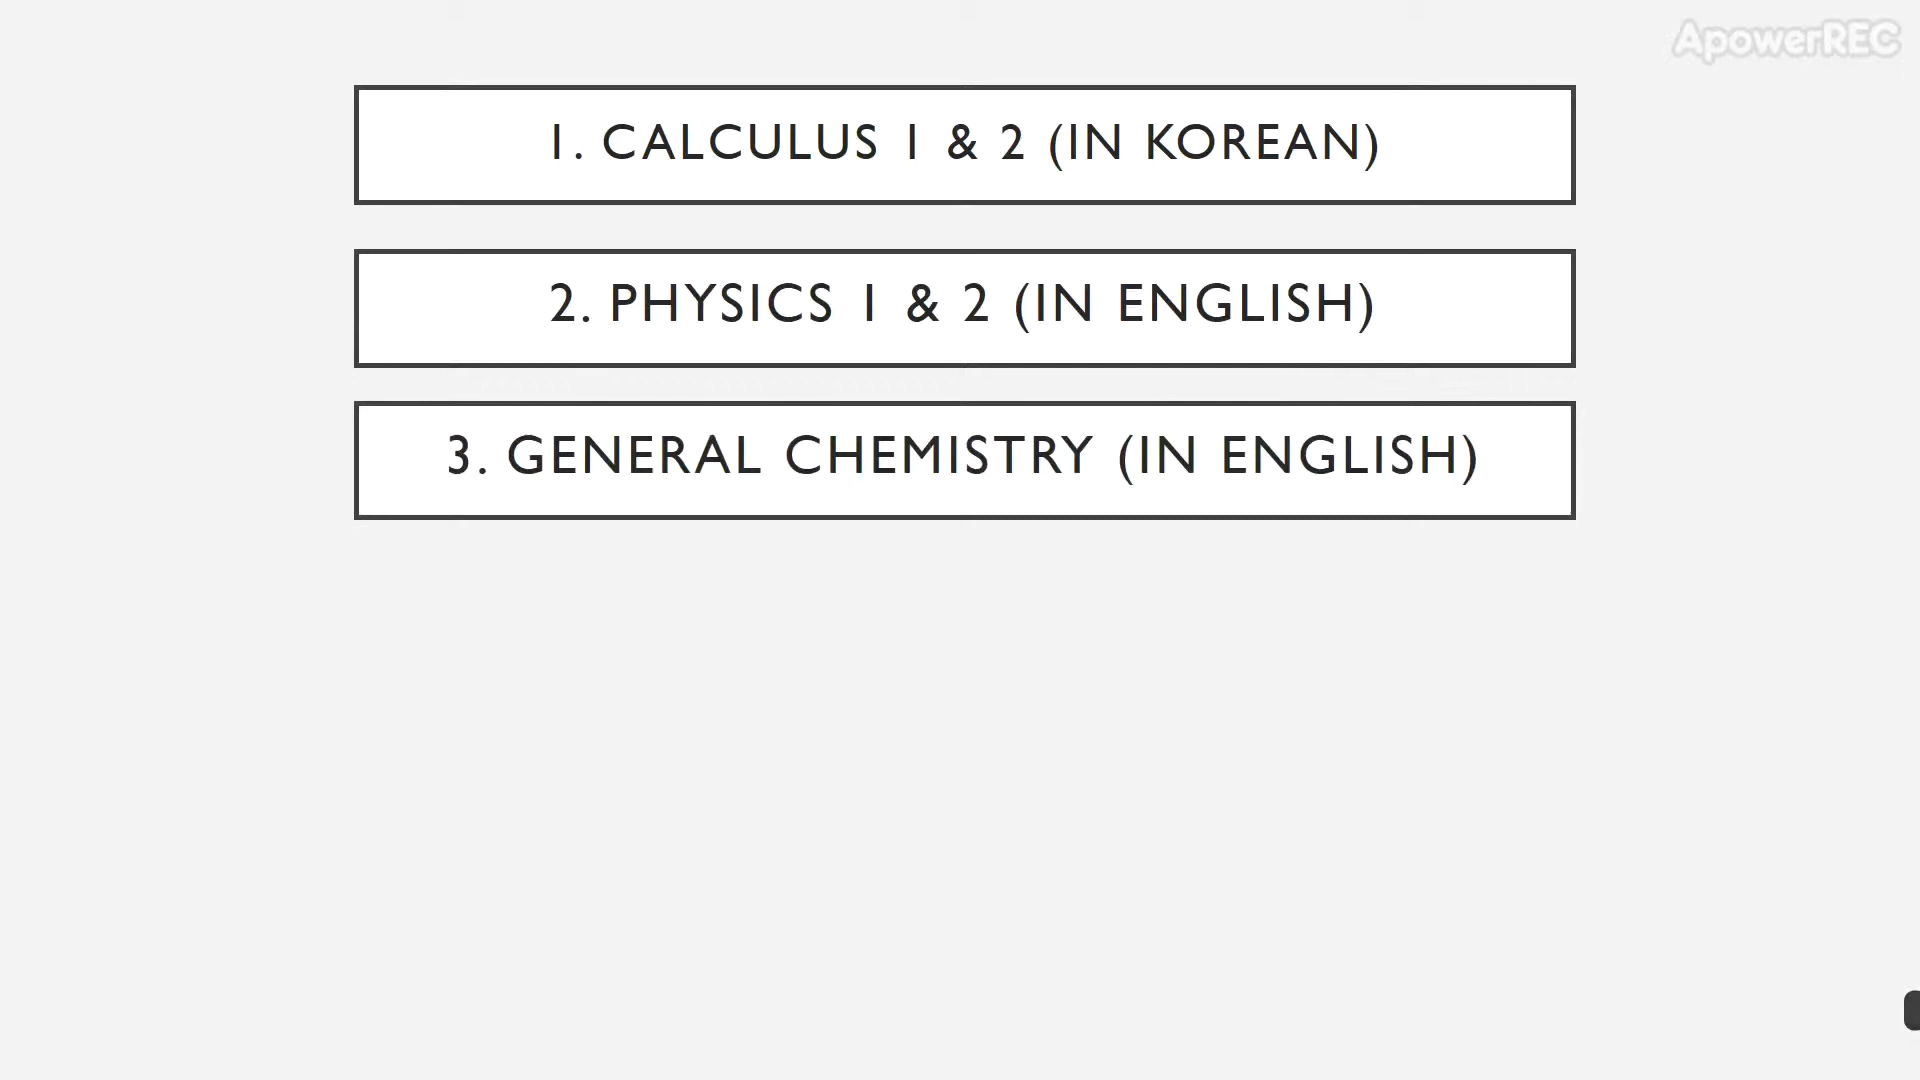 ApowerREC
1. CALCULUS 1 & 2 (IN KOREAN)
2. PHYSICS 1 & 2 (IN ENGLISH)
3. GENERAL CHEMISTRY (IN ENGLISH)